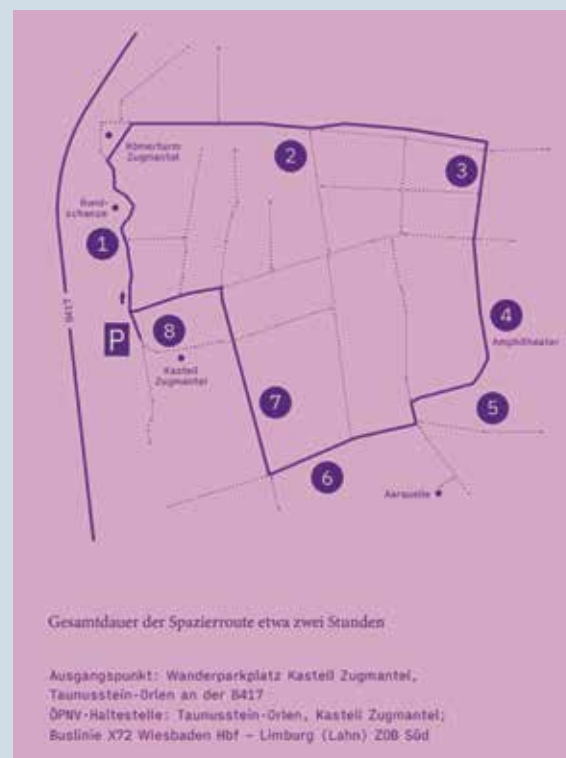 Römerturm
Zugmantel
2
3
Rund-
schanze
1
B417
4
Amphitheater
P
8
Kastell
Zugmantel
7
5
6
Aarquelle
Gesamtdauer der Spazierroute etwa zwei Stunden
Ausgangspunkt: Wanderparkplatz Kastell Zugmantel,
Taunusstein-Orlen an der B417
ÖPNV-Haltestelle: Taunusstein-Orlen, Kastell Zugmantel;
Buslinie X72 Wiesbaden Hbf – Limburg (Lahn) ZOB Süd